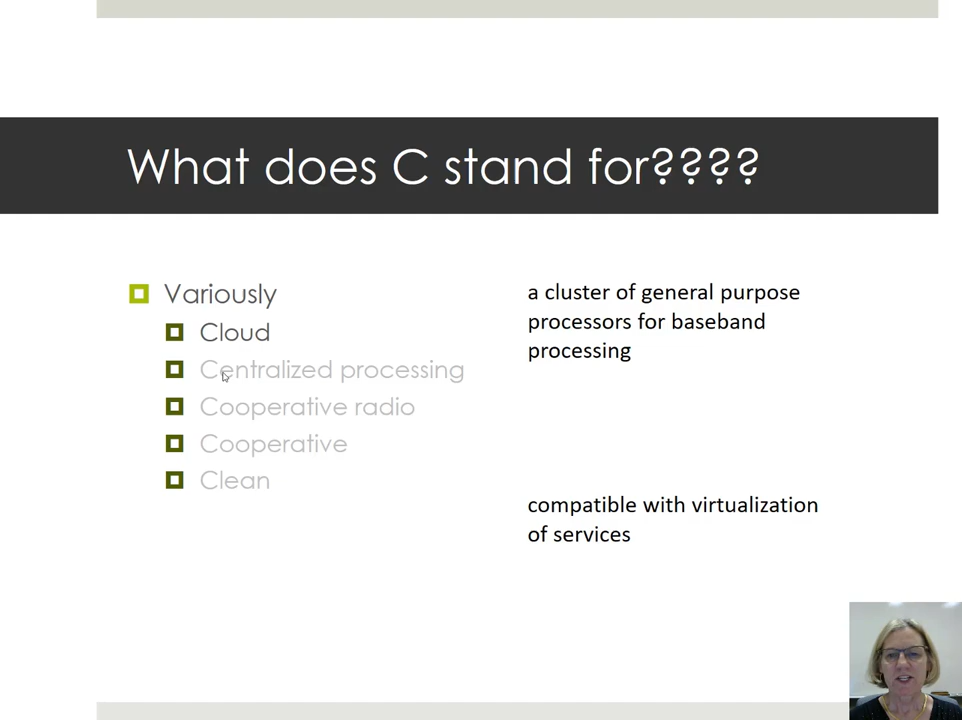 What does C stand for????
Variously
Cloud
Centralized processing
Cooperative radio
Cooperative
Clean
a cluster of general purpose
processors for baseband
processing
compatible with virtualization
of services